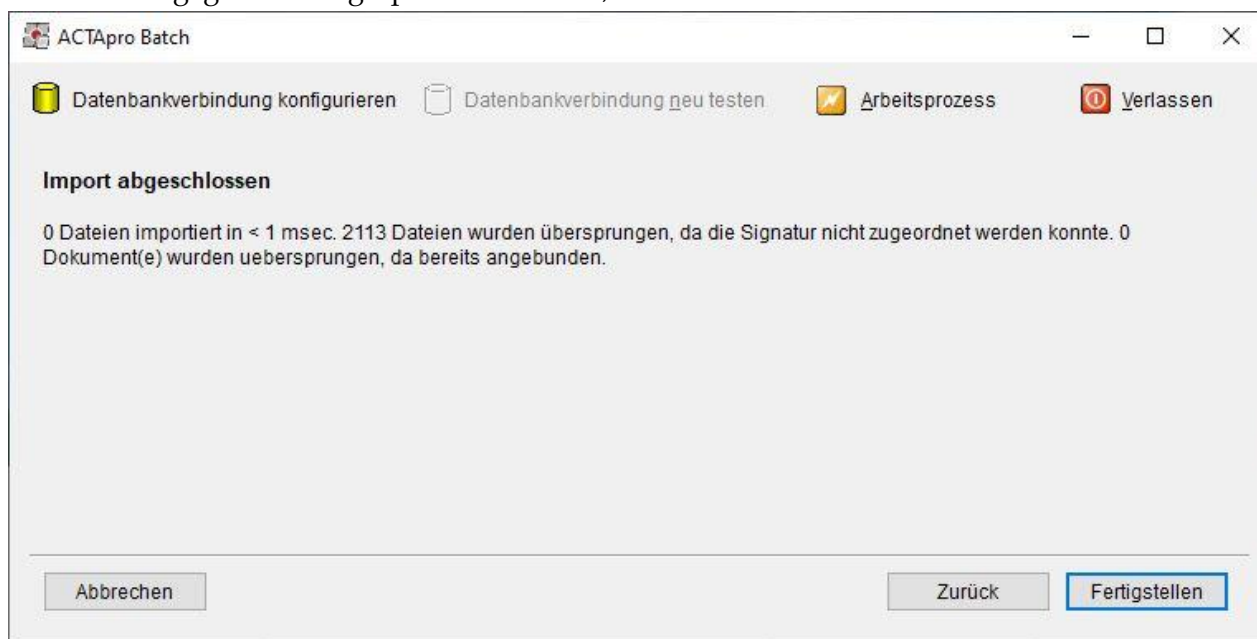 ACTApro Batch
Datenbankverbindung konfigurieren Datenbankverbindung neu testen Arbeitsprozess Verlassen
Import abgeschlossen
0 Dateien importiert in < 1 msec. 2113 Dateien wurden übersprungen, da die Signatur nicht zugeordnet werden konnte. 0
Dokument(e) wurden uebersprungen, da bereits angebunden.
Abbrechen Zurück Fertigstellen